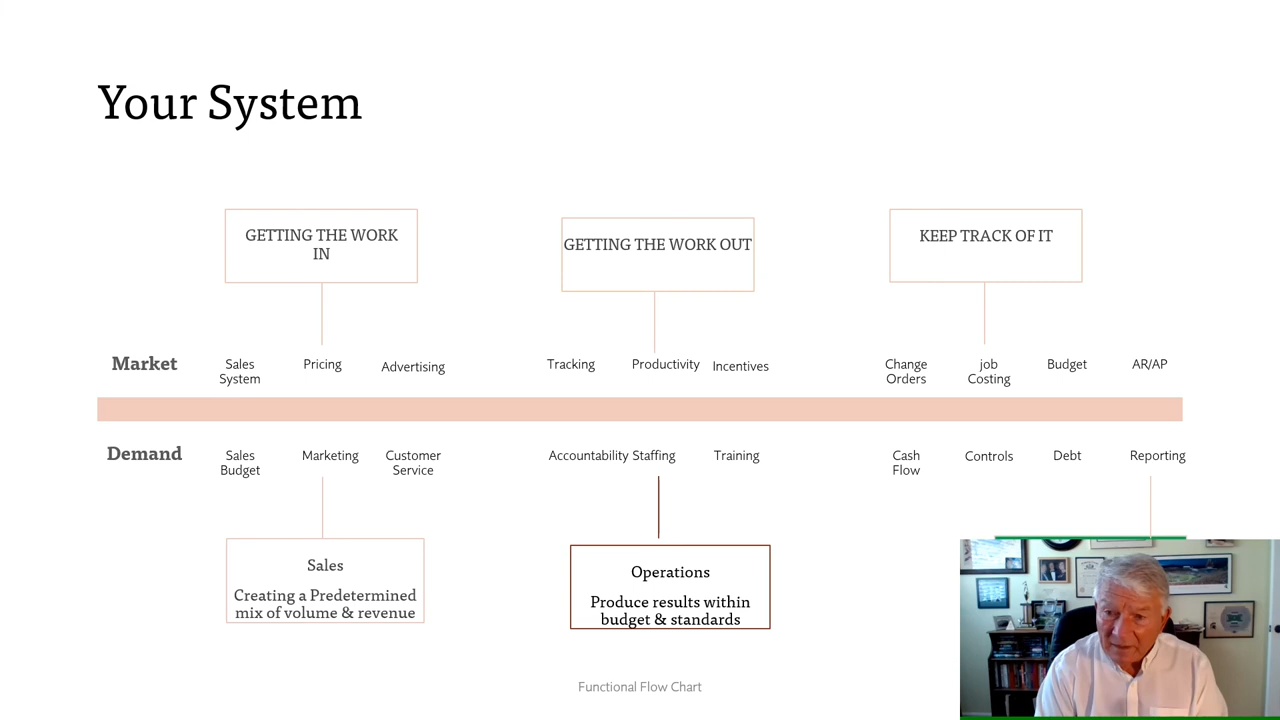 Your System
GETTING THE WORK
IN
GETTING THE WORK OUT
KEEP TRACK OF IT
Market
Sales
System
Pricing
Advertising
Tracking
Productivity
Incentives
Change
Orders
job
Costing
Budget
AR/AP
Demand
Sales
Budget
Marketing
Customer
Service
Accountability
Staffing
Training
Cash
Flow
Controls
Debt
Reporting
Sales
Creating a Predetermined
mix of volume & revenue
Operations
Produce results within
budget & standards
Functional Flow Chart